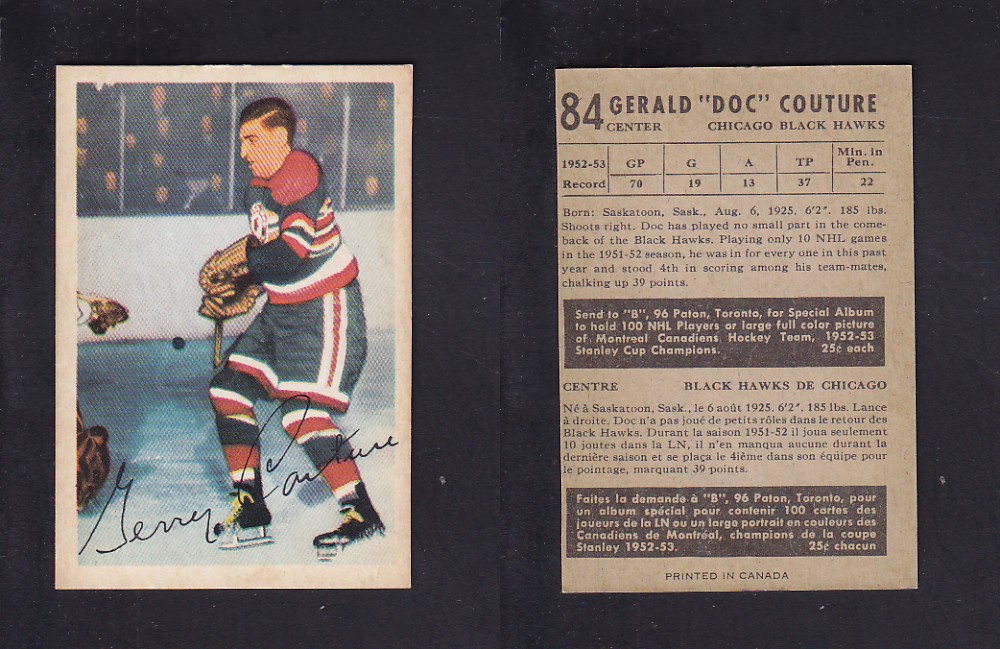 Gerry Couture
84 GERALD "DOC" COUTURE
CENTER CHICAGO BLACK HAWKS
1952-53 GP G A TP Min. in Pen.
Record 70 19 13 37 22
Born: Saskatoon, Sask., Aug. 6, 1925. 6'2". 185 lbs.
Shoots right. Doc has played no small part in the come-
back of the Black Hawks. Playing only 10 NHL games
in the 1951-52 season, he was in for every one in this past
year and stood 4th in scoring among his team-mates,
chalking up 39 points.
Send to "B", 96 Paton, Toronto, for Special Album
to hold 100 NHL Players or large full color picture
of Montreal Canadiens Hockey Team, 1952-53
Stanley Cup Champions. 25¢ each
CENTRE BLACK HAWKS DE CHICAGO
Né à Saskatoon, Sask., le 6 août 1925. 6'2". 185 lbs. Lance
à droite. Doc n'a pas joué de petits rôles dans le retour des
Black Hawks. Durant la saison 1951-52 il joua seulement
10 joutes dans la LN, il n'en manqua aucune durant la
dernière saison et se plaça le 4ième dans son équipe pour
le pointage, marquant 39 points.
Faites la demande à "B", 96 Paton, Toronto, pour
un album spécial pour contenir 100 cartes des
joueurs de la LN ou un large portrait en couleurs des
Canadiens de Montréal, champions de la coupe
Stanley 1952-53. 25¢ chacun
PRINTED IN CANADA